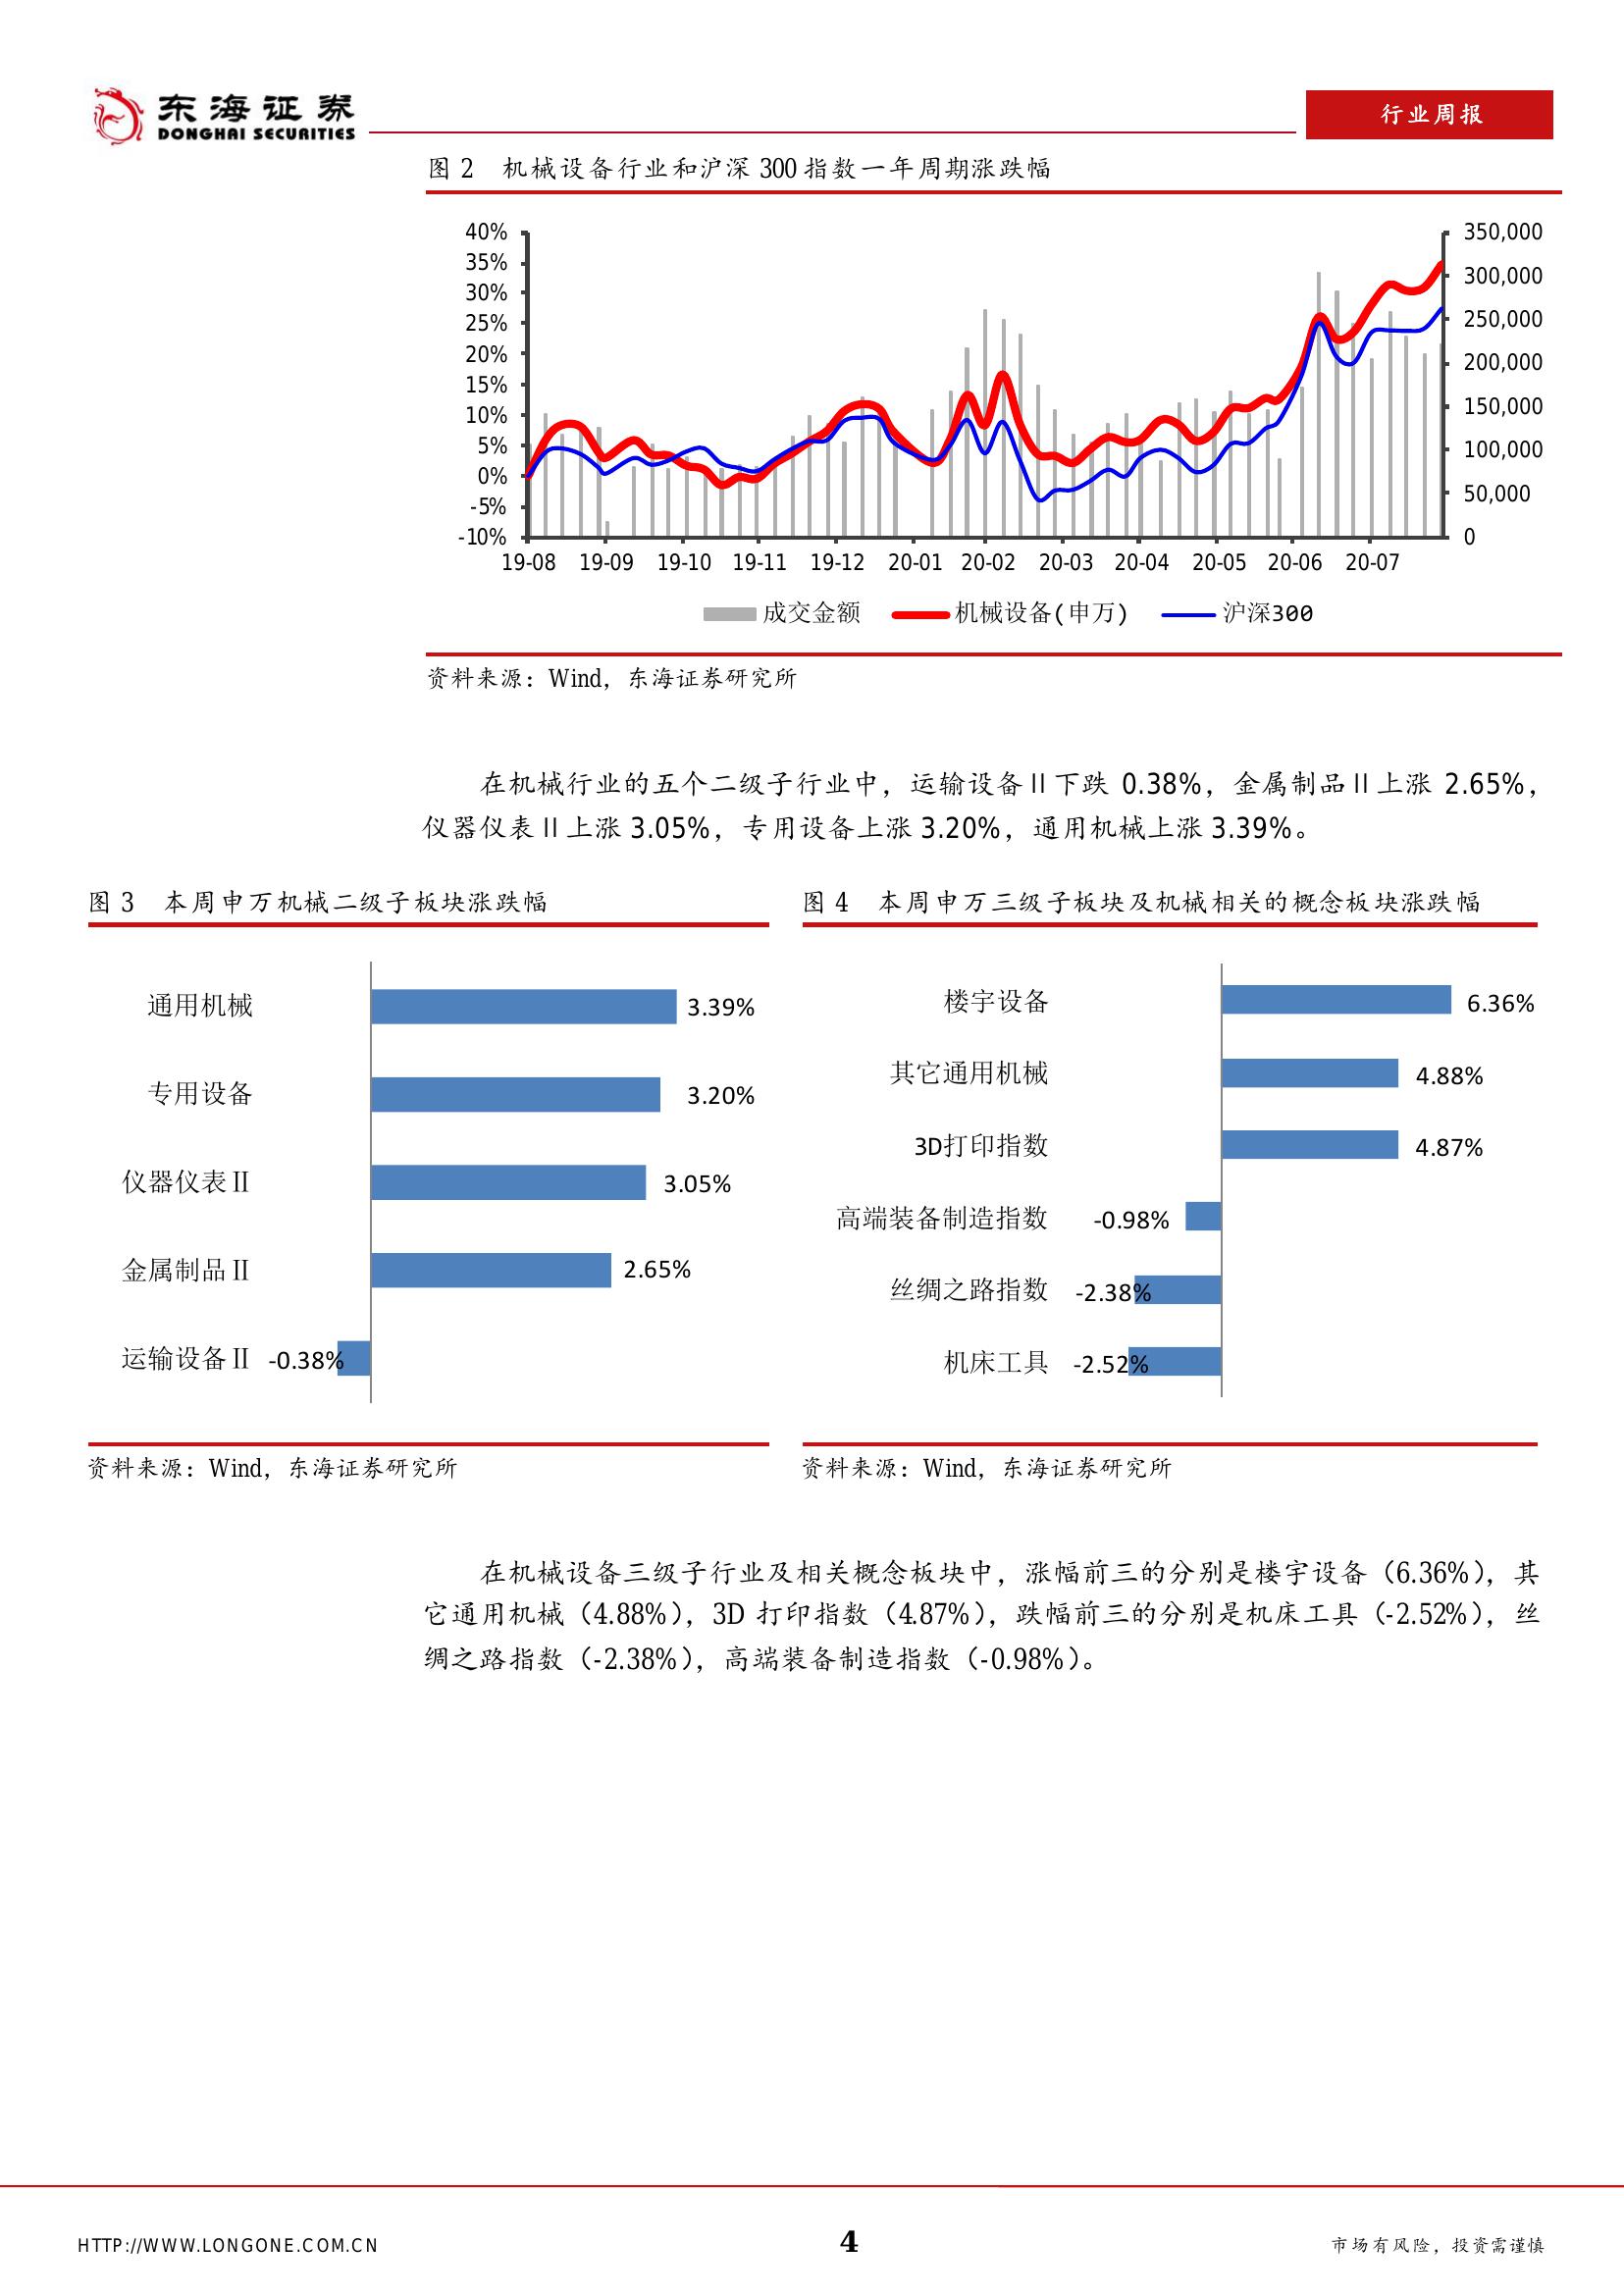 东海证券
DONGHAI SECURITIES
行业周报
图 2 机械设备行业和沪深 300 指数一年周期涨跌幅
40%
35%
30%
25%
20%
15%
10%
5%
0%
-5%
-10%
350,000
300,000
250,000
200,000
150,000
100,000
50,000
0
19-08 19-09 19-10 19-11 19-12 20-01 20-02 20-03 20-04 20-05 20-06 20-07
成交金额 机械设备(申万) 沪深300
资料来源：Wind，东海证券研究所
在机械行业的五个二级子行业中，运输设备Ⅱ下跌 0.38%，金属制品Ⅱ上涨 2.65%，
仪器仪表Ⅱ上涨 3.05%，专用设备上涨 3.20%，通用机械上涨 3.39%。
图 3 本周申万机械二级子板块涨跌幅
通用机械 3.39%
专用设备 3.20%
仪器仪表Ⅱ 3.05%
金属制品Ⅱ 2.65%
运输设备Ⅱ -0.38%
资料来源：Wind，东海证券研究所
图 4 本周申万三级子板块及机械相关的概念板块涨跌幅
楼宇设备 6.36%
其它通用机械 4.88%
3D打印指数 4.87%
高端装备制造指数 -0.98%
丝绸之路指数 -2.38%
机床工具 -2.52%
资料来源：Wind，东海证券研究所
在机械设备三级子行业及相关概念板块中，涨幅前三的分别是楼宇设备（6.36%），其
它通用机械（4.88%），3D 打印指数（4.87%），跌幅前三的分别是机床工具（-2.52%），丝
绸之路指数（-2.38%），高端装备制造指数（-0.98%）。
HTTP://WWW.LONGONE.COM.CN
4
市场有风险，投资需谨慎